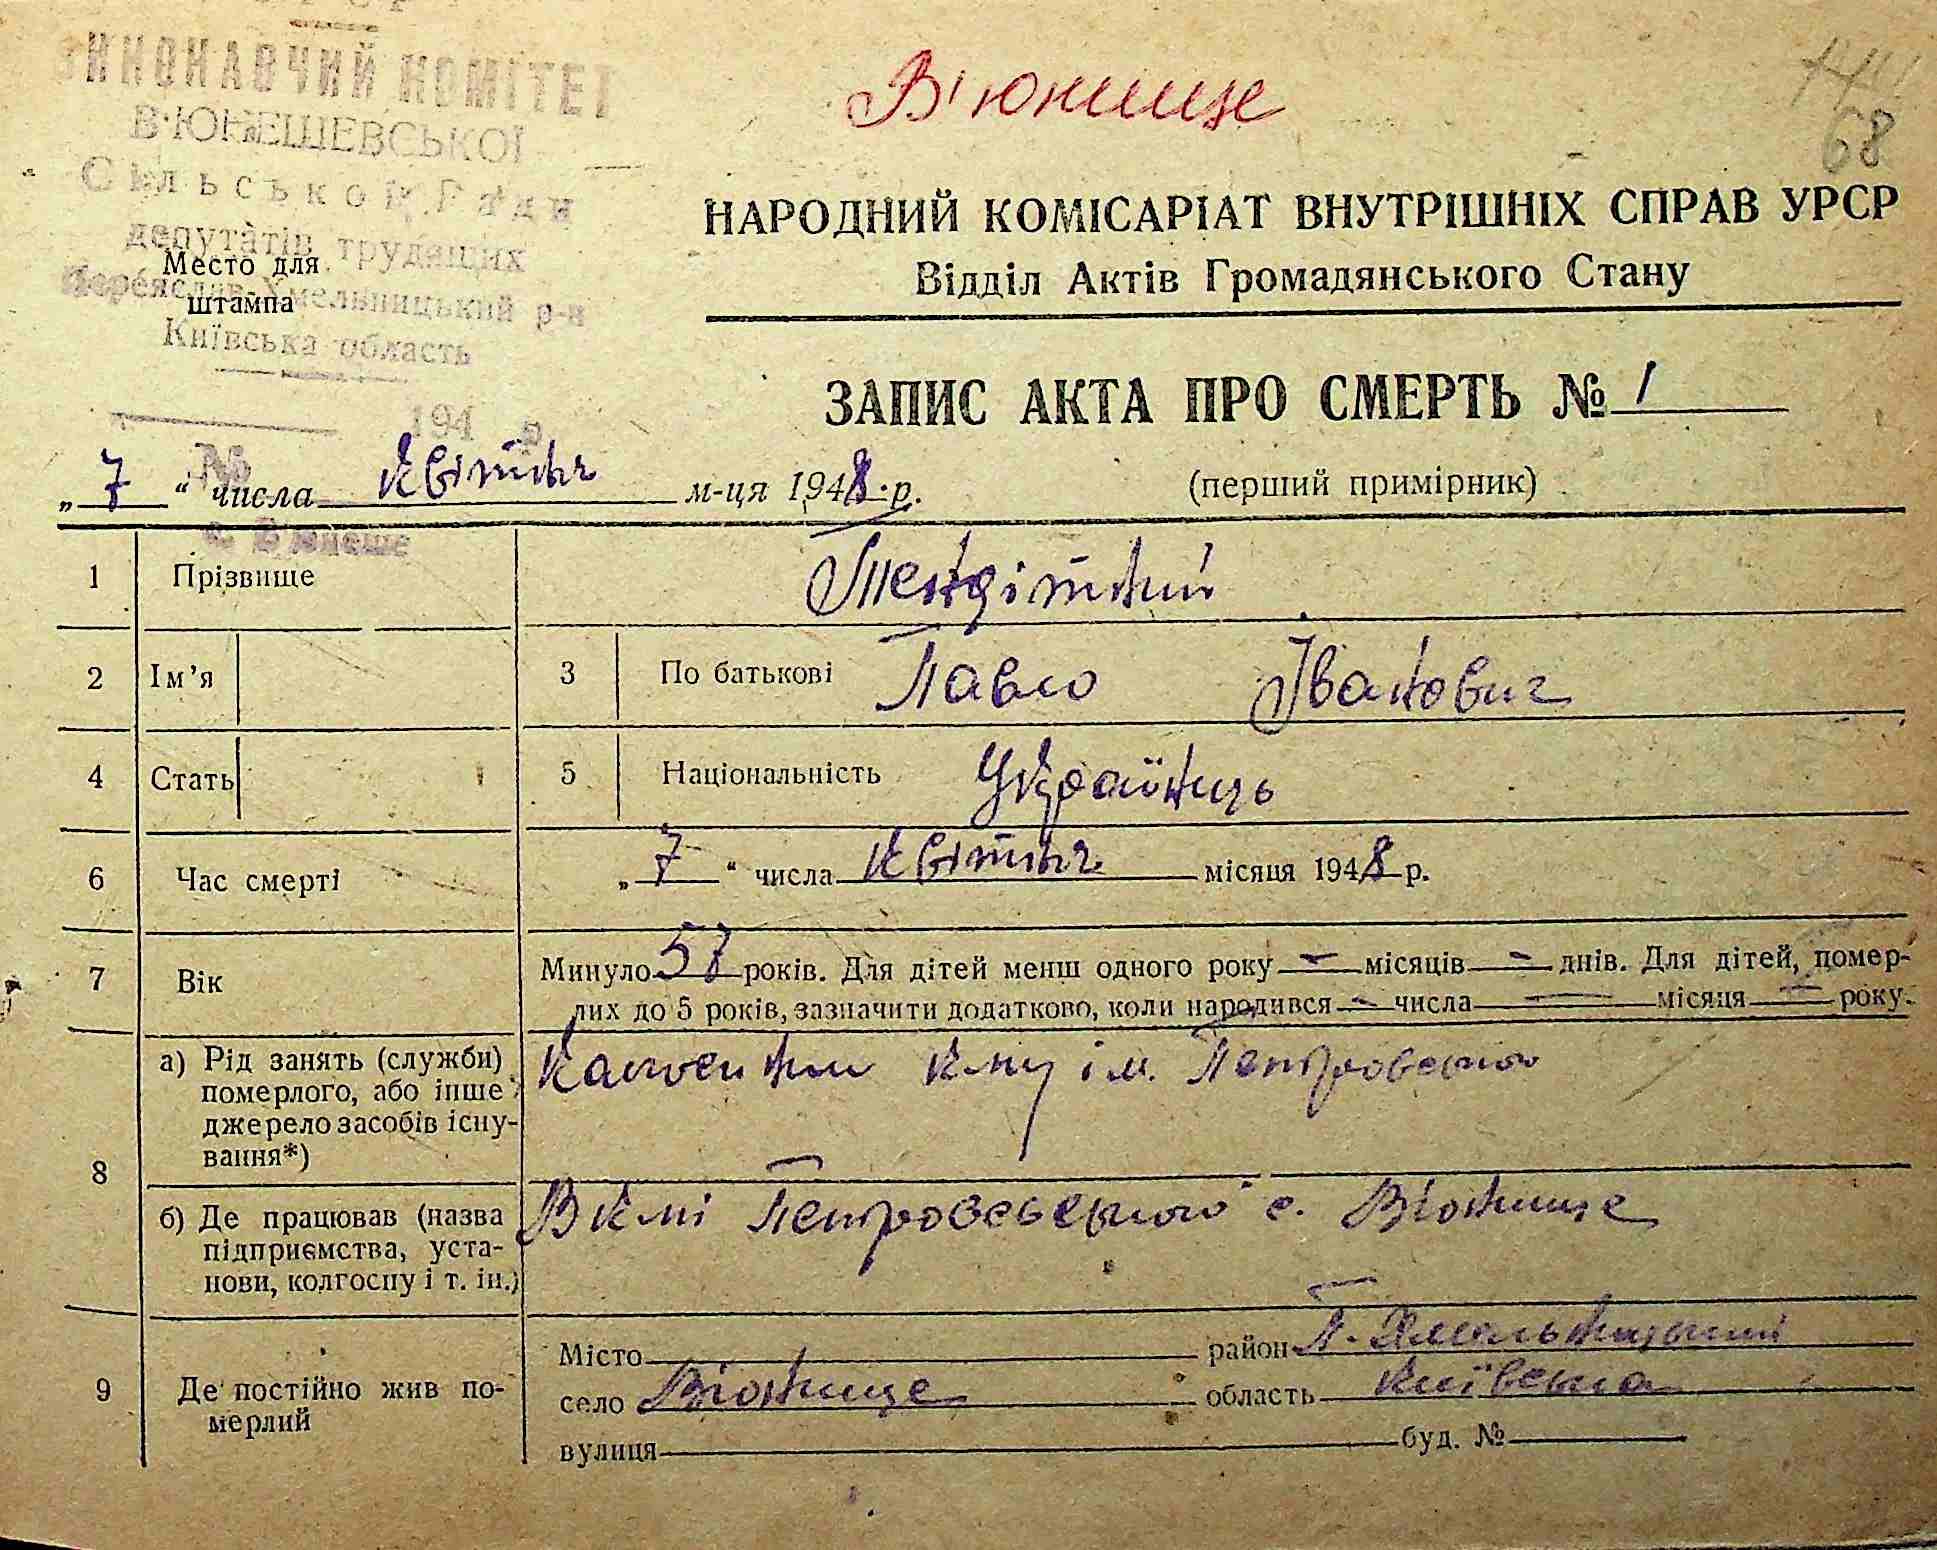 ВИКОНАВЧИЙ КОМІТЕТ
В'ЮНЕЩЕВСЬКОЇ
Сільської Ради
депутатів трудящих
Переяслав-Хмельницький р-н
Київська область
194 р.
№
В'юнище
68
Место для
штампа
НАРОДНИЙ КОМІСАРІАТ ВНУТРІШНІХ СПРАВ УРСР
Відділ Актів Громадянського Стану
ЗАПИС АКТА ПРО СМЕРТЬ № 1
„7“ числа Квітня м-ця 1948 р.
(перший примірник)
1 Прізвище
2 Ім’я 3 По батькові Павло Іванович
4 Стать 5 Національність Українець
6 Час смерті „7“ числа Квітня місяця 1948 р.
7 Вік Минуло 57 років. Для дітей менш одного року — місяців — днів. Для дітей, помер-
лих до 5 років, зазначити додатково, коли народився — числа — місяця — року.
8 а) Рід занять (служби)
померлого, або інше
джерело засобів існу-
вання*)
ім. Петровського
б) Де працював (назва
підприємства, уста-
нови, колгоспу і т. ін.)
Петровського с. Вюнище
9 Де постійно жив по-
мерлий
Місто район П. Хмельницький
село Вюнище область Київська
вулиця буд. №